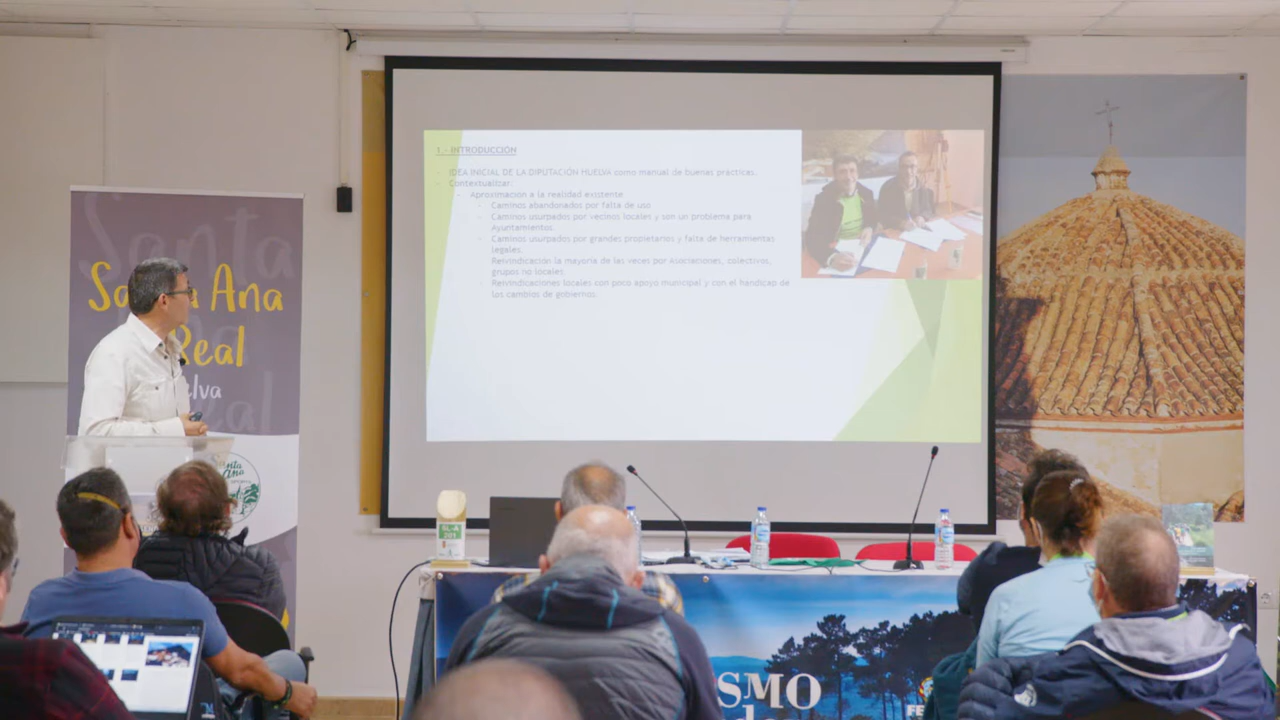 1.- INTRODUCCIÓN
- IDEA INICIAL DE LA DIPUTACIÓN HUELVA como manual de buenas prácticas.
- Contextualizar:
- Aproximación a la realidad existente
- Caminos abandonados por falta de uso
- Caminos usurpados por vecinos locales y son un problema para
Ayuntamientos.
- Caminos usurpados por grandes propietarios y falta de herramientas
legales.
- Reivindicación la mayoría de las veces por Asociaciones, colectivos,
grupos no locales
- Reivindicaciones locales con poco apoyo municipal y con el handicap de
los cambios de gobiernos.
Santa
Ana
Real
SL-A
201
SMO
FE